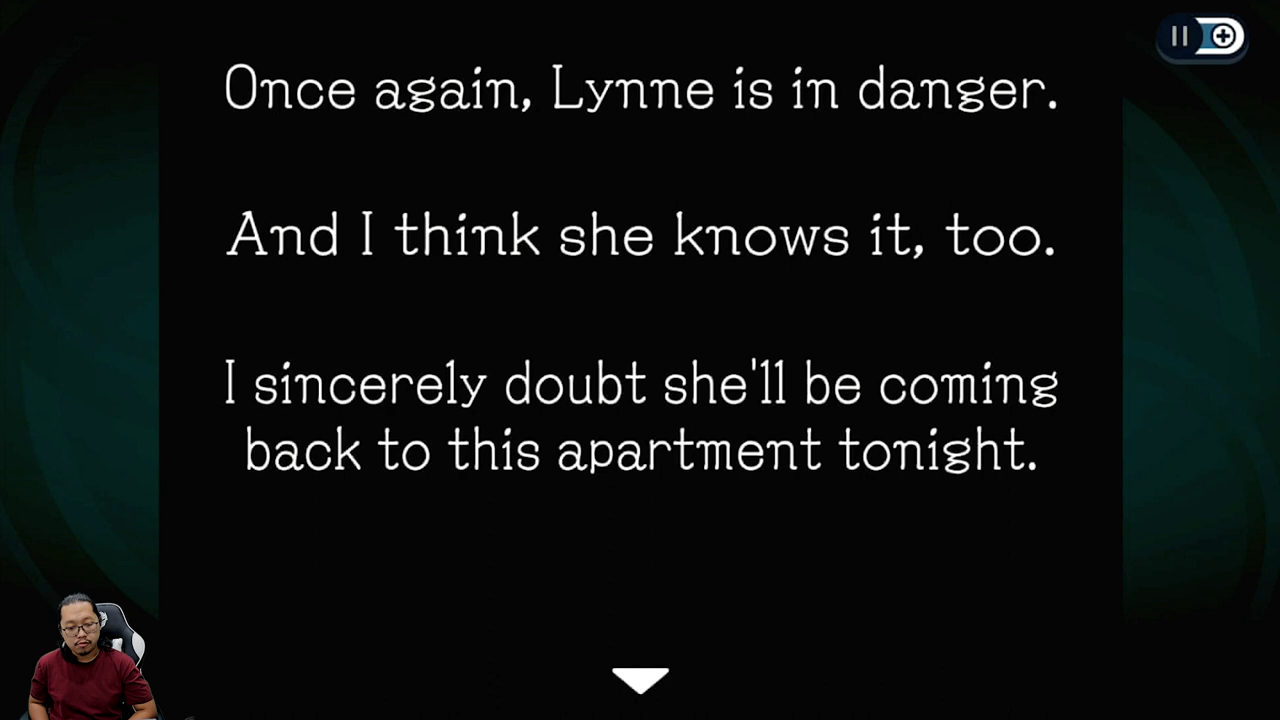 Once again, Lynne is in danger.
And I think she knows it, too.
I sincerely doubt she'll be coming
back to this apartment tonight.